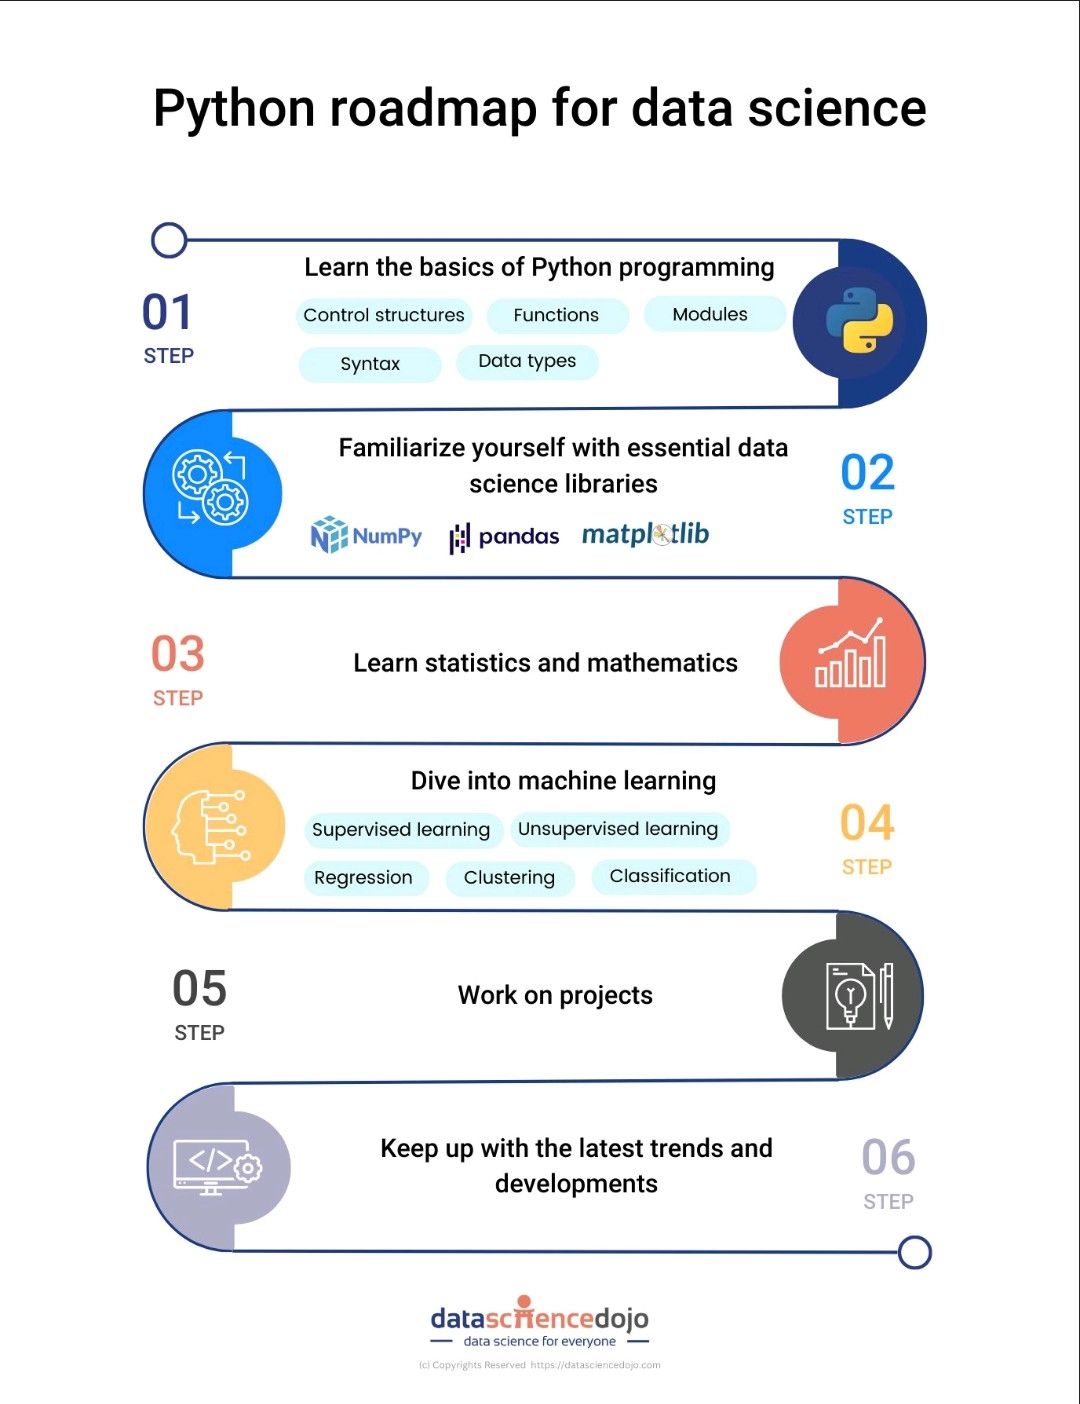 Python roadmap for data science
Learn the basics of Python programming
01
STEP
Control structures
Functions
Modules
Syntax
Data types
Familiarize yourself with essential data
science libraries
02
STEP
NumPy
pandas
matplotlib
03
STEP
Learn statistics and mathematics
Dive into machine learning
04
STEP
Supervised learning
Unsupervised learning
Regression
Clustering
Classification
05
STEP
Work on projects
Keep up with the latest trends and
developments
06
STEP
datasciencedojo
data science for everyone
(c) Copyrights Reserved https://datasciencedojo.com